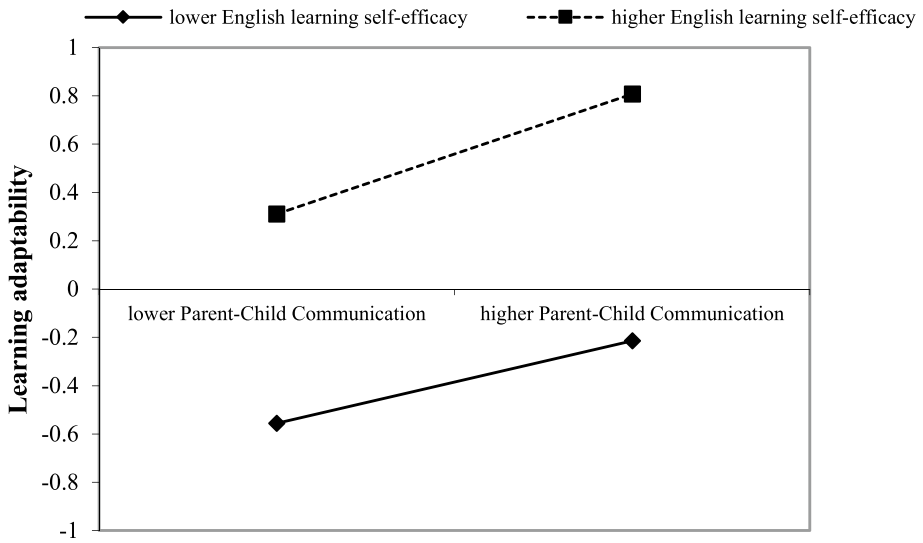 lower English learning self-efficacy
higher English learning self-efficacy
Learning adaptability
1
0.8
0.6
0.4
0.2
0
-0.2
-0.4
-0.6
-0.8
-1
lower Parent-Child Communication
higher Parent-Child Communication